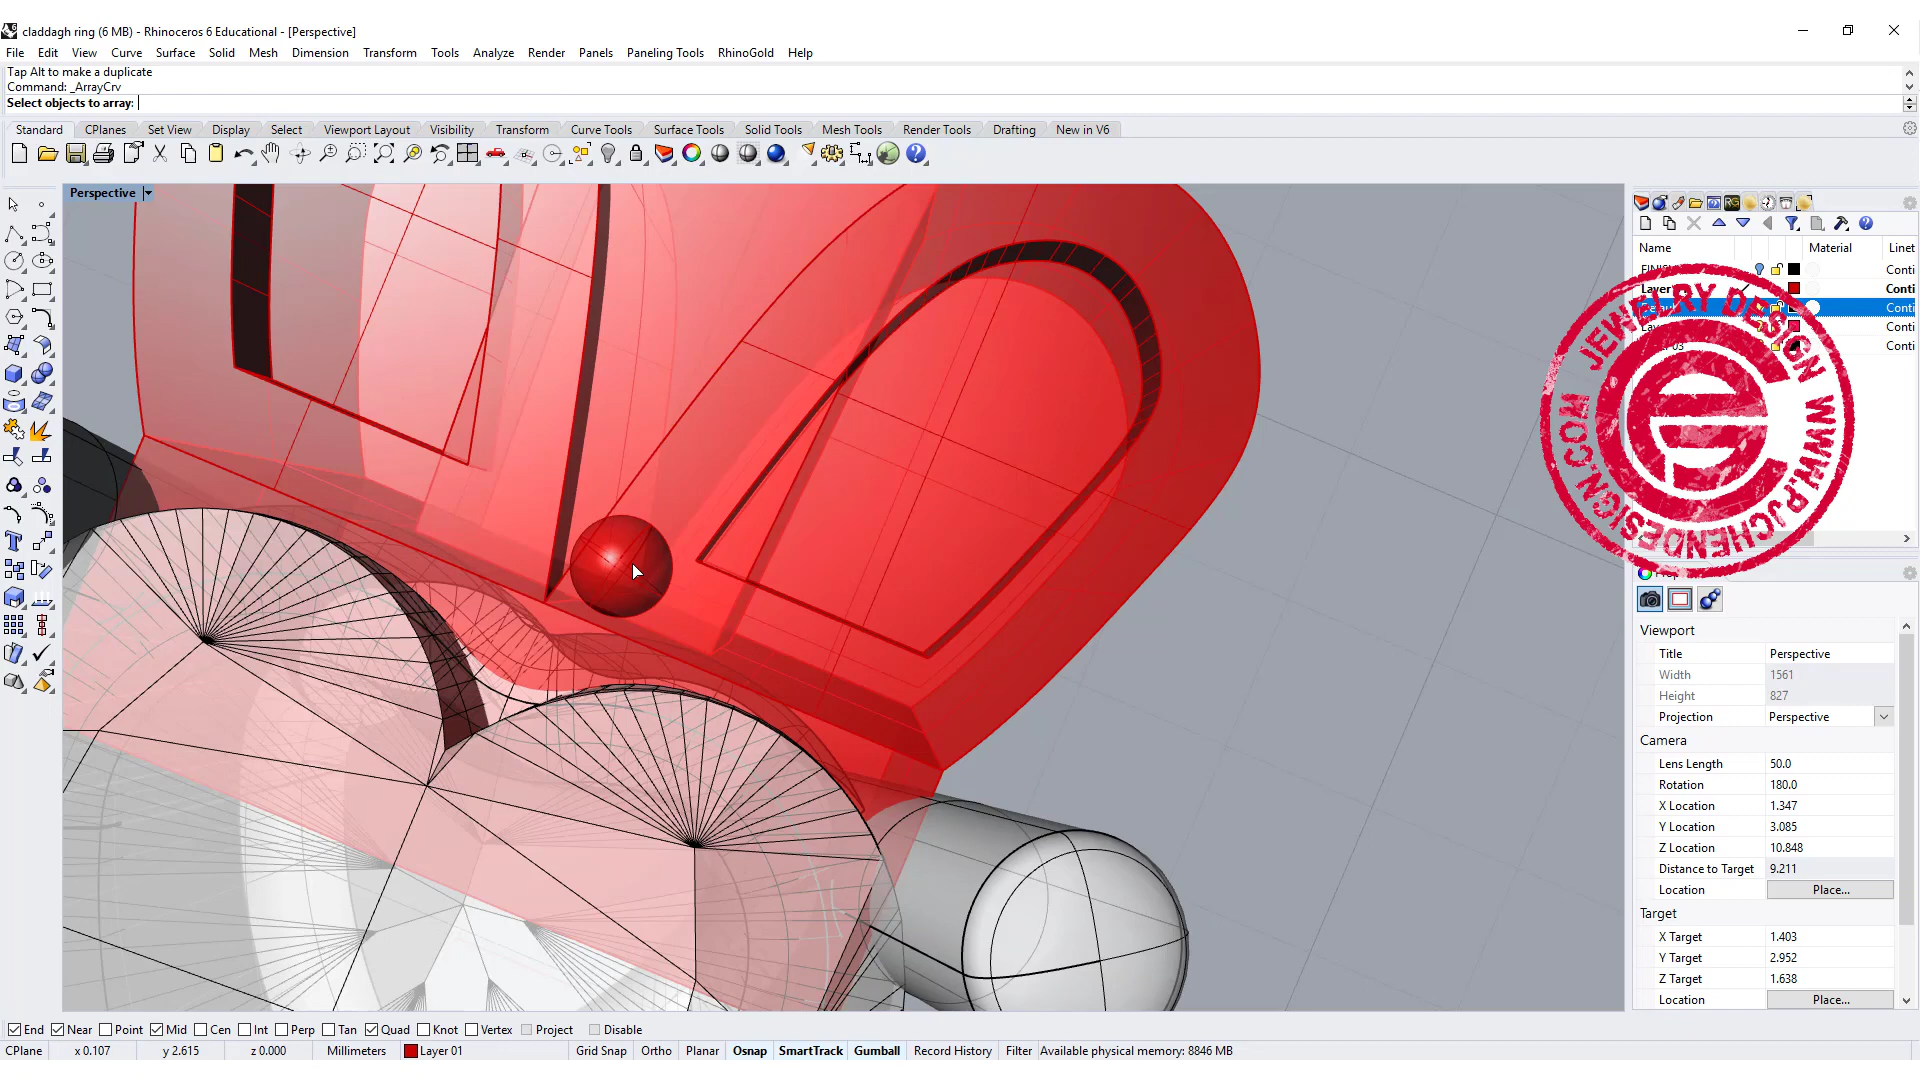 claddagh ring (6 MB) - Rhinoceros 6 Educational - [Perspective]
File Edit View Curve Surface Solid Mesh Dimension Transform Tools Analyze Render Panels Paneling Tools RhinoGold Help
Tap Alt to make a duplicate
Command: _ArrayCrv
Select objects to array:
Standard CPlanes Set View Display Select Viewport Layout Visibility Transform Curve Tools Surface Tools Solid Tools Mesh Tools Render Tools Drafting New in V6
Perspective
Name Material Linet
Conti
Conti
Conti
Conti
Conti
JEWELRY DESIGN WWW.PJCHENDESIGN.COM
Viewport
Title Perspective
Width 1561
Height 827
Projection Perspective
Camera
Lens Length 50.0
Rotation 180.0
X Location 1.347
Y Location 3.085
Z Location 10.848
Distance to Target 9.211
Location Place...
Target
X Target 1.403
Y Target 2.952
Z Target 1.638
Location Place...
End Near Point Mid Cen Int Perp Tan Quad Knot Vertex Project Disable
CPlane x 0.107 y 2.615 z 0.000 Millimeters Layer 01 Grid Snap Ortho Planar Osnap SmartTrack Gumball Record History Filter Available physical memory: 8846 MB